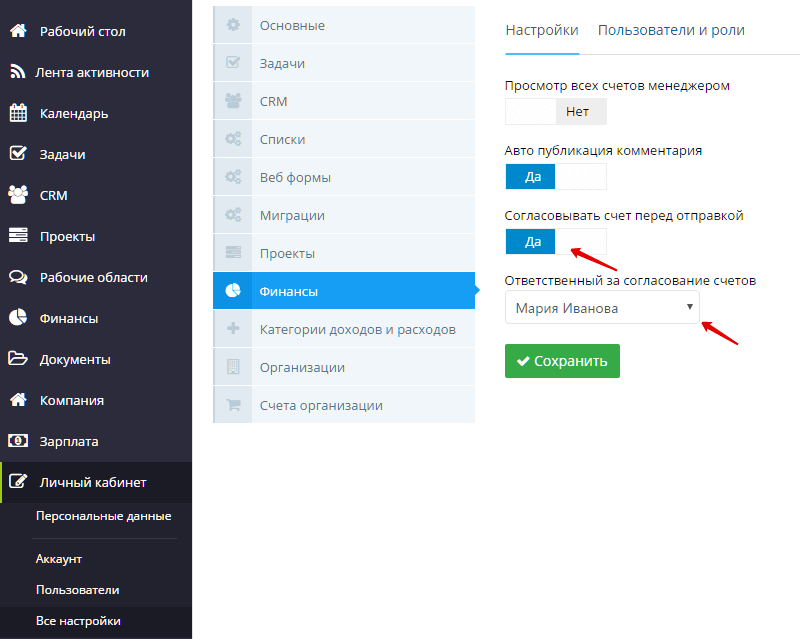 Рабочий стол
Лента активности
Календарь
Задачи
CRM
Проекты
Рабочие области
Финансы
Документы
Компания
Зарплата
Личный кабинет
Персональные данные
Аккаунт
Пользователи
Все настройки
Основные
Задачи
CRM
Списки
Веб формы
Миграции
Проекты
Финансы
Категории доходов и расходов
Организации
Счета организации
Настройки Пользователи и роли
Просмотр всех счетов менеджером
Нет
Авто публикация комментария
Да
Согласовывать счет перед отправкой
Да
Ответственный за согласование счетов
Мария Иванова
Сохранить